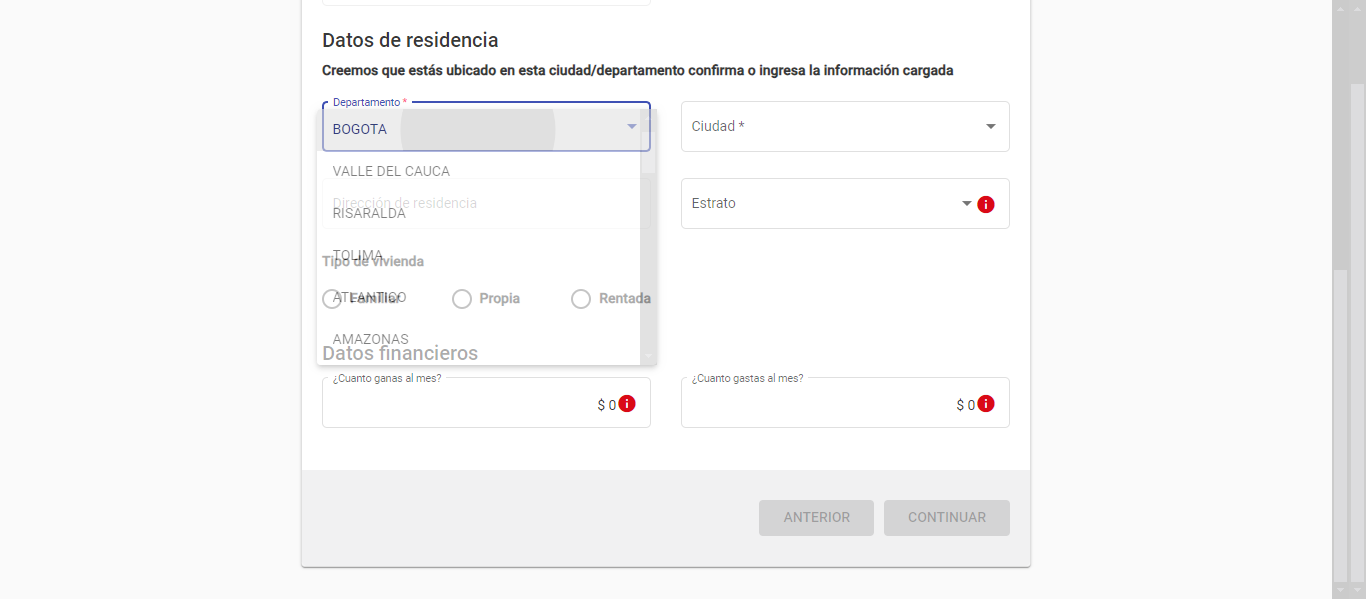 Datos de residencia
Creemos que estás ubicado en esta ciudad/departamento confirma o ingresa la información cargada
Departamento *
BOGOTA
Ciudad *
VALLE DEL CAUCA
Dirección de residencia
Estrato
RISARALDA
TOLIMA
Tipo de vivienda
ATLANTICO
Familiar Propia Rentada
AMAZONAS
Datos financieros
¿Cuanto ganas al mes? ¿Cuanto gastas al mes?
$ 0 $ 0
ANTERIOR CONTINUAR